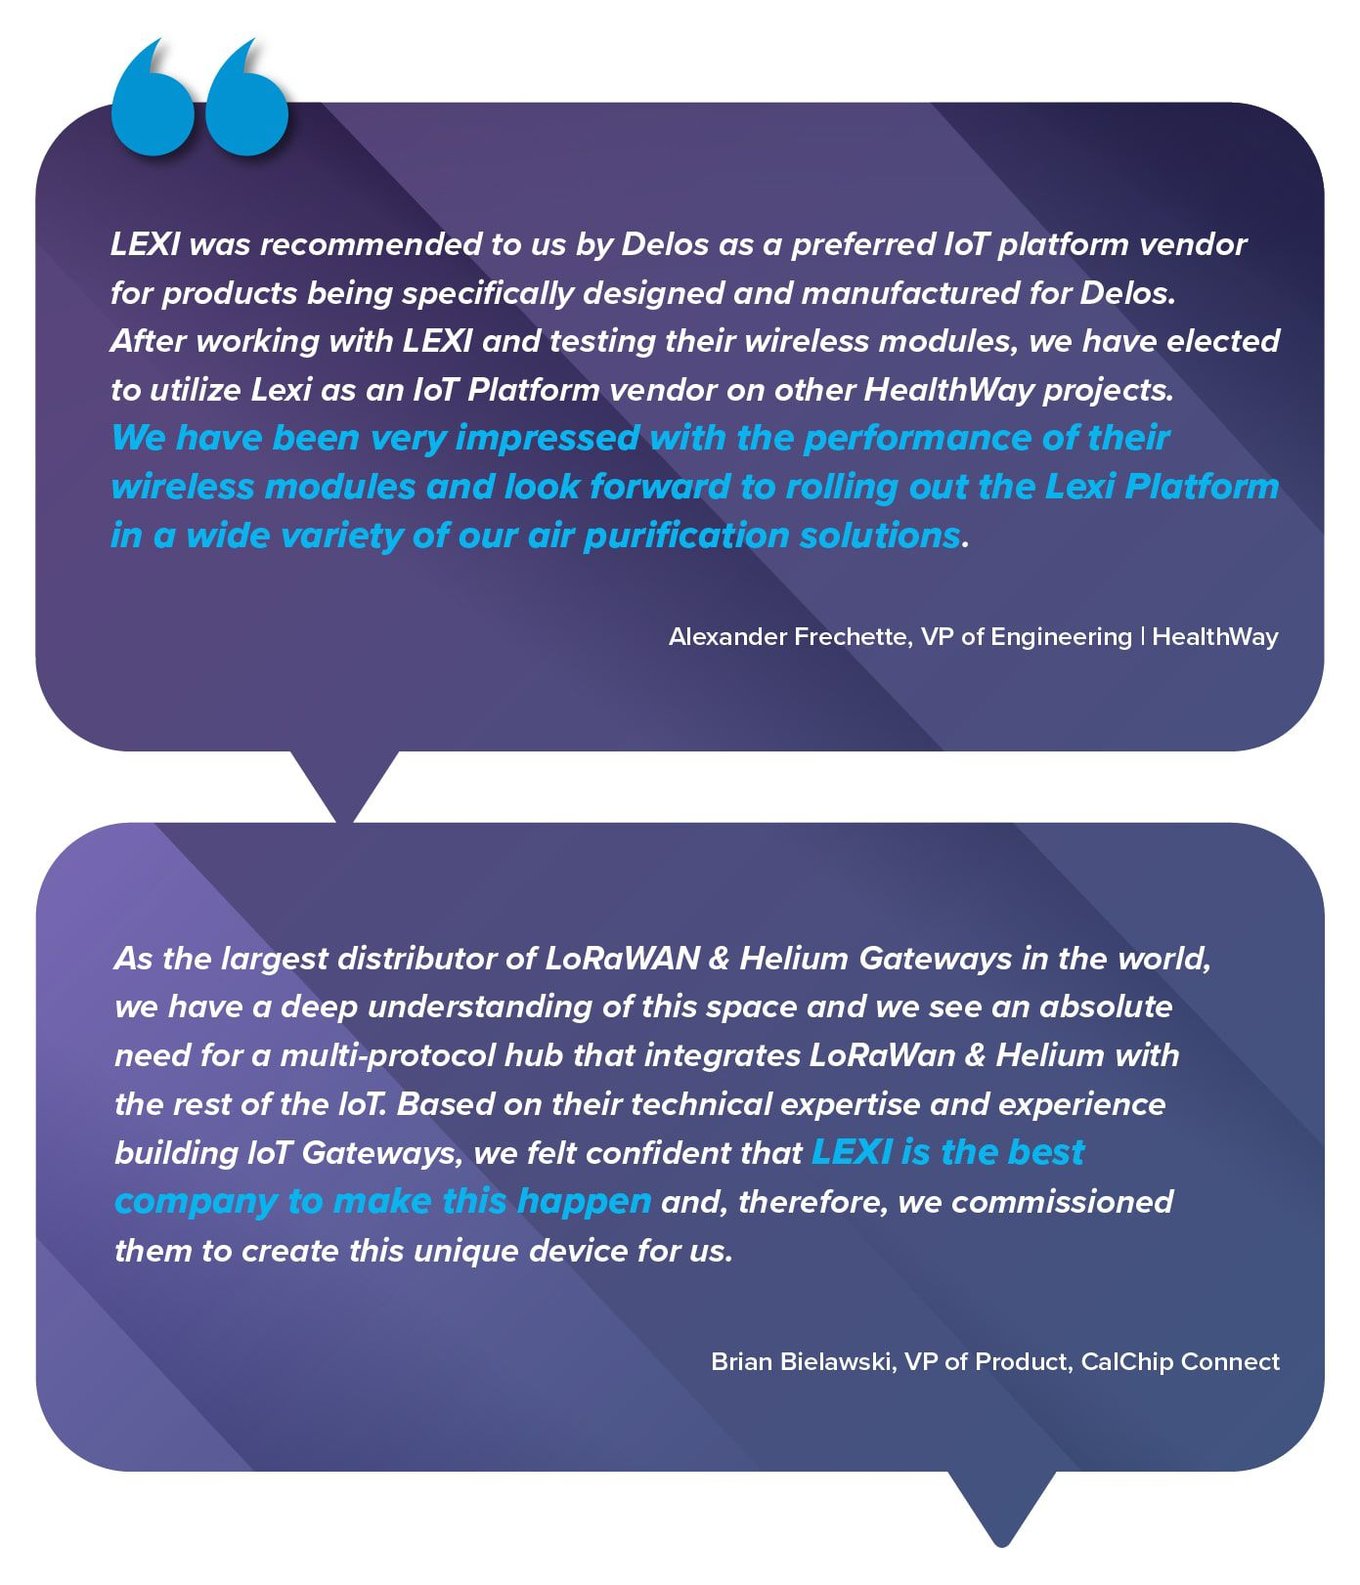 LEXI was recommended to us by Delos as a preferred IoT platform vendor
for products being specifically designed and manufactured for Delos.
After working with LEXI and testing their wireless modules, we have elected
to utilize Lexi as an IoT Platform vendor on other HealthWay projects.
We have been very impressed with the performance of their
wireless modules and look forward to rolling out the Lexi Platform
in a wide variety of our air purification solutions.
Alexander Frechette, VP of Engineering | HealthWay
As the largest distributor of LoRaWAN & Helium Gateways in the world,
we have a deep understanding of this space and we see an absolute
need for a multi-protocol hub that integrates LoRaWan & Helium with
the rest of the IoT. Based on their technical expertise and experience
building IoT Gateways, we felt confident that LEXI is the best
company to make this happen and, therefore, we commissioned
them to create this unique device for us.
Brian Bielawski, VP of Product, CalChip Connect